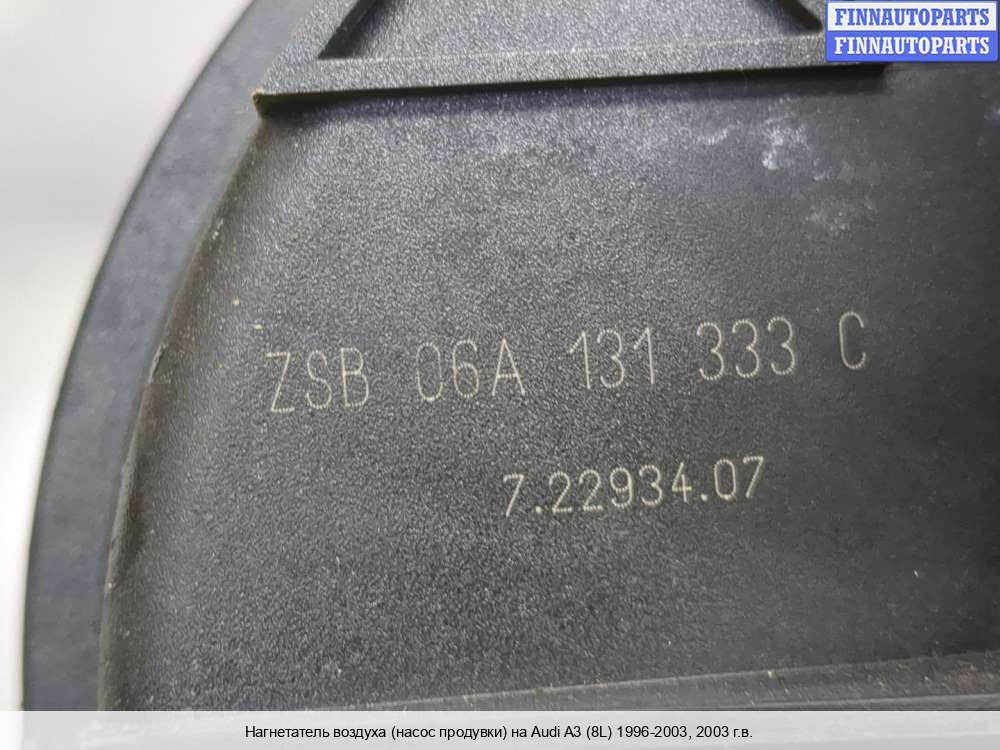 FINNAUTOPARTS
FINNAUTOPARTS
ZSB 06A 131 333 C
7.22934.07
Нагнетатель воздуха (насос продувки) на Audi A3 (8L) 1996-2003, 2003 г.в.